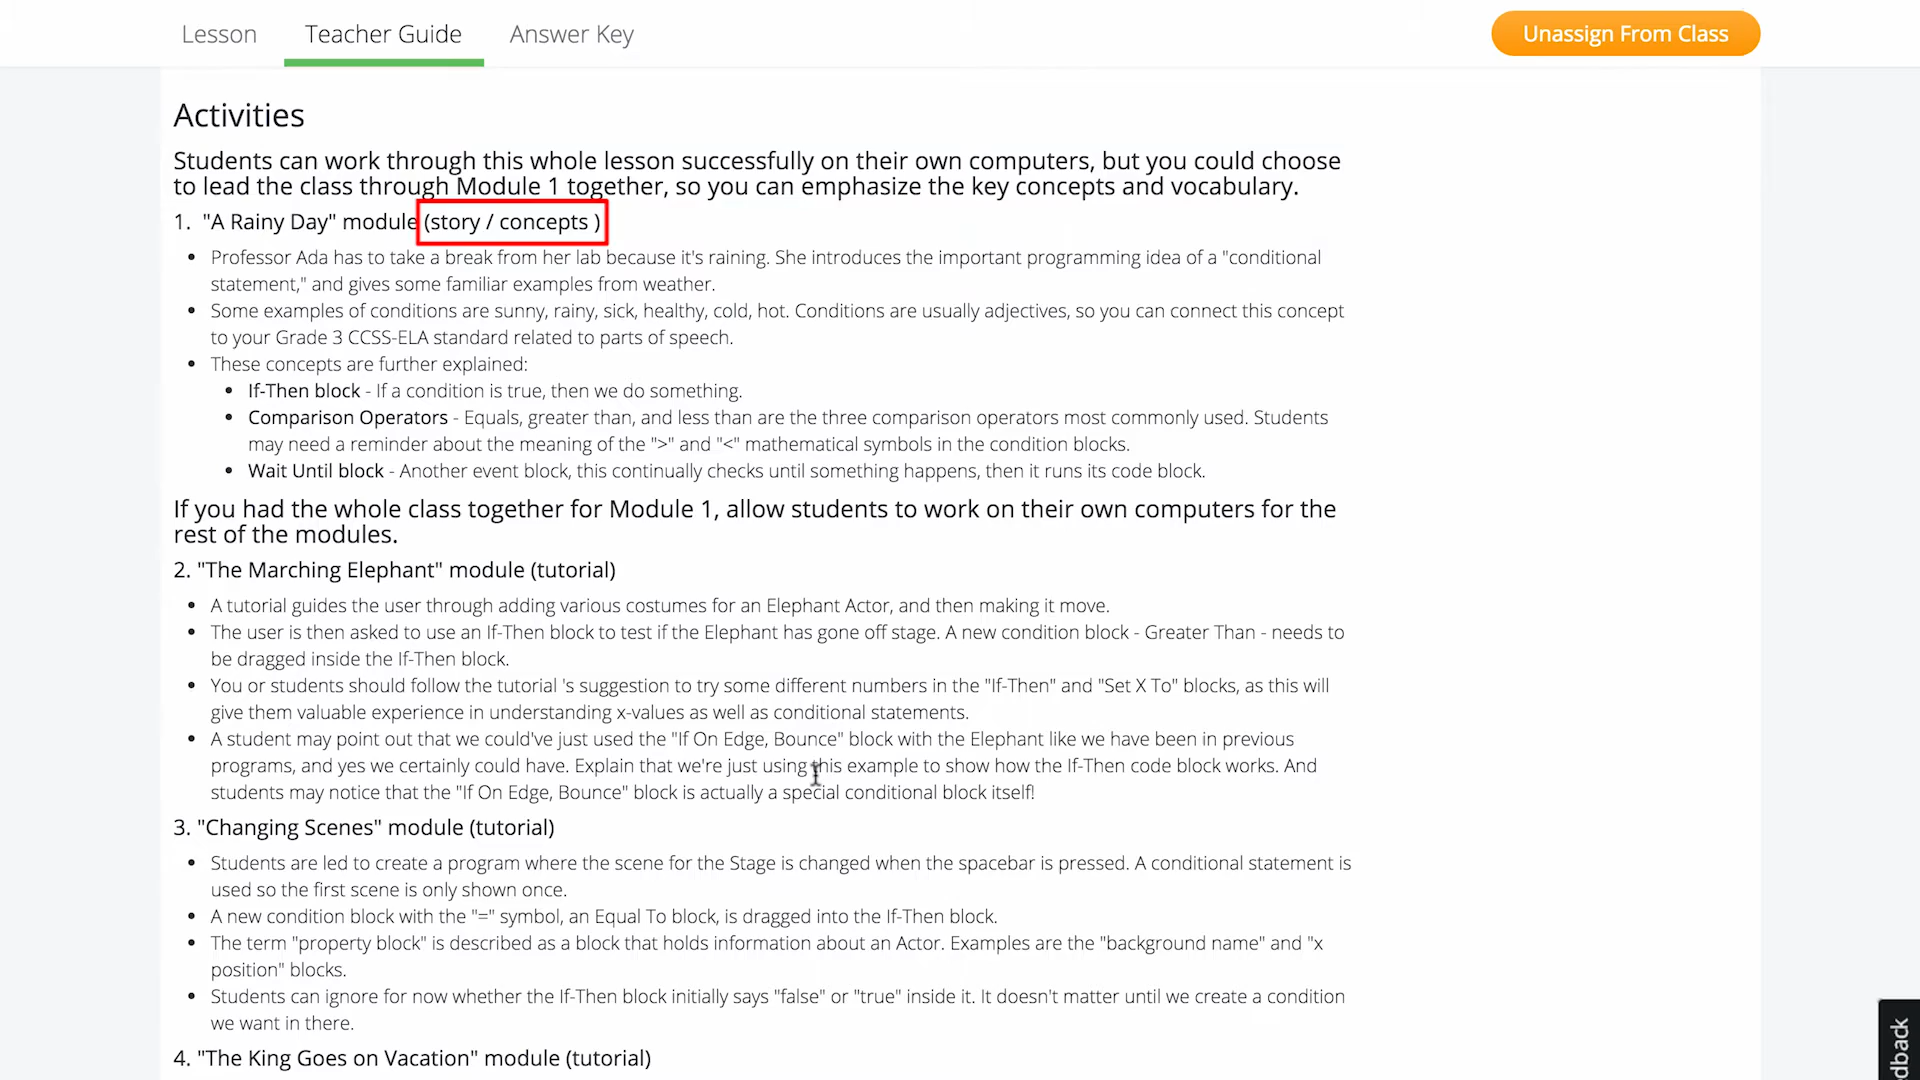 Lesson
Teacher Guide
Answer Key
Unassign From Class
Activities
Students can work through this whole lesson successfully on their own computers, but you could choose
to lead the class through Module 1 together, so you can emphasize the key concepts and vocabulary.
1. "A Rainy Day" module (story / concepts )
• Professor Ada has to take a break from her lab because it's raining. She introduces the important programming idea of a "conditional
statement," and gives some familiar examples from weather.
• Some examples of conditions are sunny, rainy, sick, healthy, cold, hot. Conditions are usually adjectives, so you can connect this concept
to your Grade 3 CCSS-ELA standard related to parts of speech.
• These concepts are further explained:
• If-Then block - If a condition is true, then we do something.
• Comparison Operators - Equals, greater than, and less than are the three comparison operators most commonly used. Students
may need a reminder about the meaning of the ">" and "<" mathematical symbols in the condition blocks.
• Wait Until block - Another event block, this continually checks until something happens, then it runs its code block.
If you had the whole class together for Module 1, allow students to work on their own computers for the
rest of the modules.
2. "The Marching Elephant" module (tutorial)
• A tutorial guides the user through adding various costumes for an Elephant Actor, and then making it move.
• The user is then asked to use an If-Then block to test if the Elephant has gone off stage. A new condition block - Greater Than - needs to
be dragged inside the If-Then block.
• You or students should follow the tutorial 's suggestion to try some different numbers in the "If-Then" and "Set X To" blocks, as this will
give them valuable experience in understanding x-values as well as conditional statements.
• A student may point out that we could've just used the "If On Edge, Bounce" block with the Elephant like we have been in previous
programs, and yes we certainly could have. Explain that we're just using this example to show how the If-Then code block works. And
students may notice that the "If On Edge, Bounce" block is actually a special conditional block itself!
3. "Changing Scenes" module (tutorial)
• Students are led to create a program where the scene for the Stage is changed when the spacebar is pressed. A conditional statement is
used so the first scene is only shown once.
• A new condition block with the "=" symbol, an Equal To block, is dragged into the If-Then block.
• The term "property block" is described as a block that holds information about an Actor. Examples are the "background name" and "x
position" blocks.
• Students can ignore for now whether the If-Then block initially says "false" or "true" inside it. It doesn't matter until we create a condition
we want in there.
4. "The King Goes on Vacation" module (tutorial)
dback